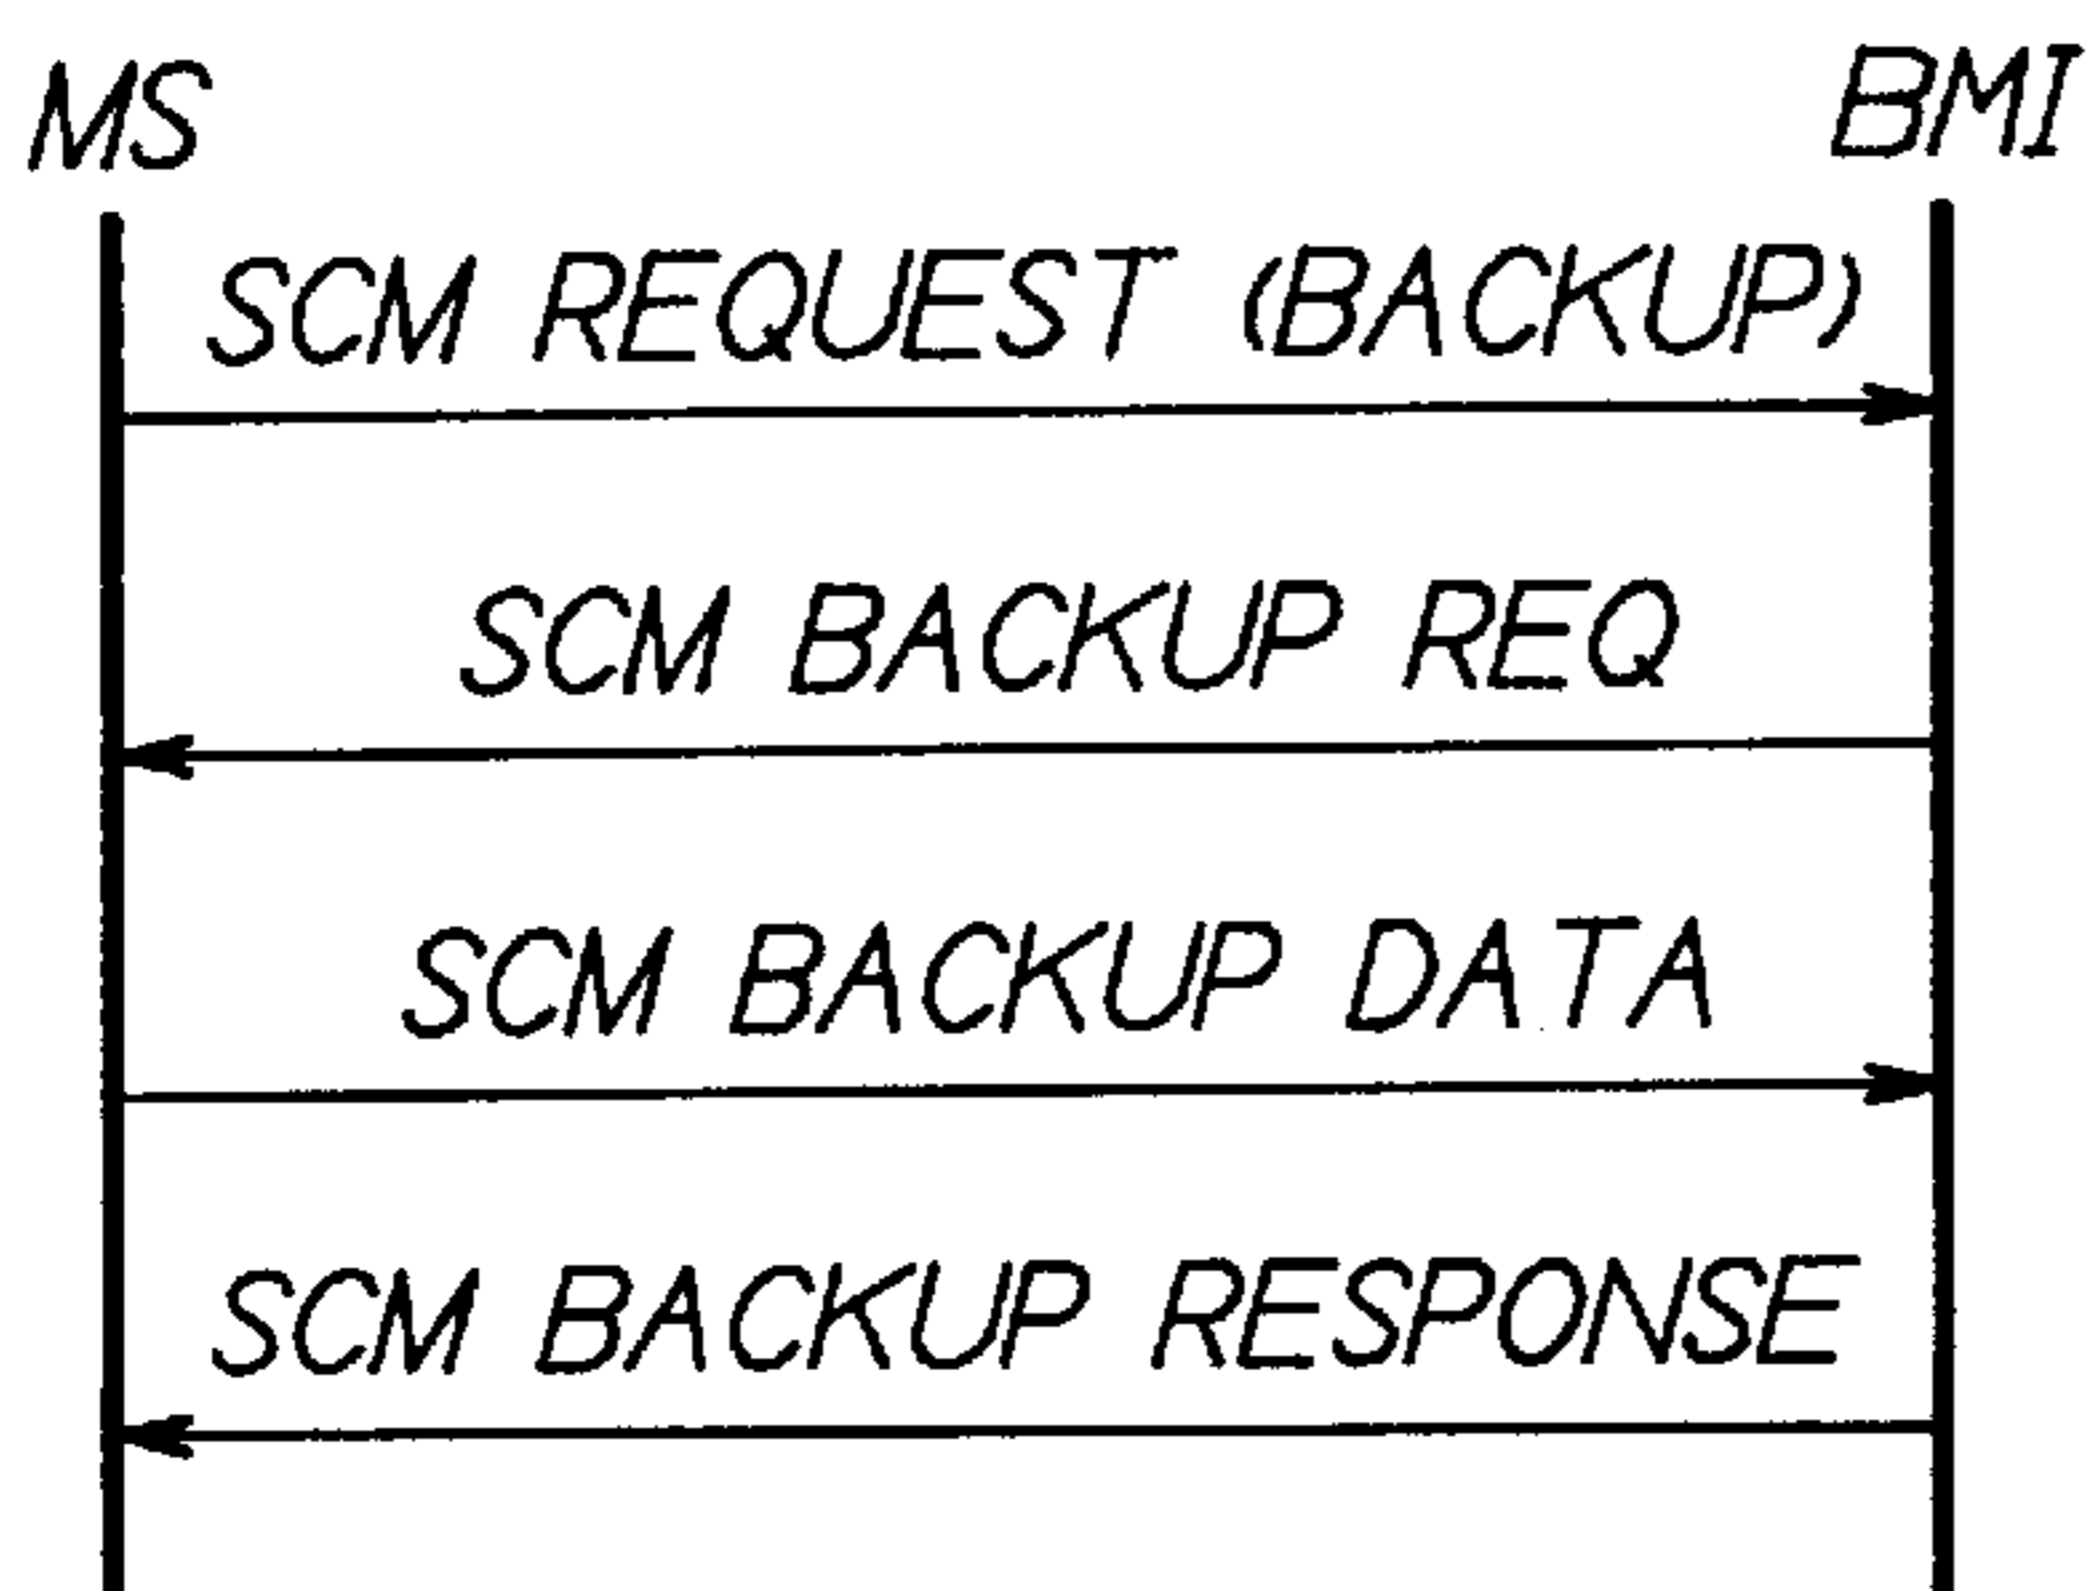 MS BMI
SCM REQUEST (BACKUP)
SCM BACKUP REQ
SCM BACKUP DATA
SCM BACKUP RESPONSE